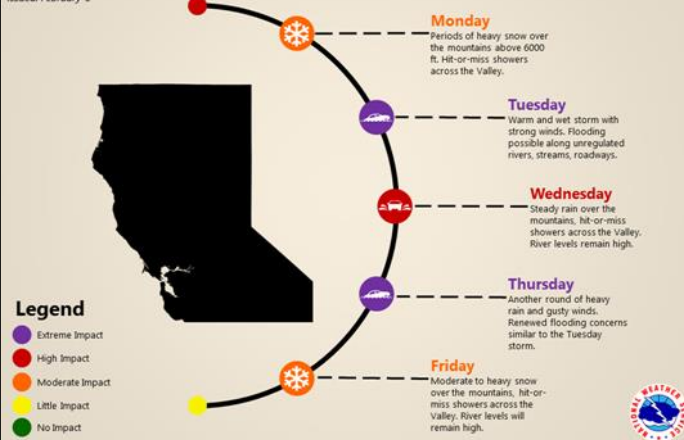 Monday
Periods of heavy snow over
the mountains above 6000
ft. Hit-or-miss showers
across the Valley.
Tuesday
Warm and wet storm with
strong winds. Flooding
possible along unregulated
rivers, streams, roadways.
Wednesday
Steady rain over the
mountains, hit-or-miss
showers across the Valley.
River levels remain high.
Thursday
Another round of heavy
rain and gusty winds.
Renewed flooding concerns
similar to the Tuesday
storm.
Friday
Moderate to heavy snow
over the mountains, hit-or-
miss showers across the
Valley. River levels will
remain high.
Legend
Extreme Impact
High Impact
Moderate Impact
Little Impact
No Impact
NATIONAL WEATHER